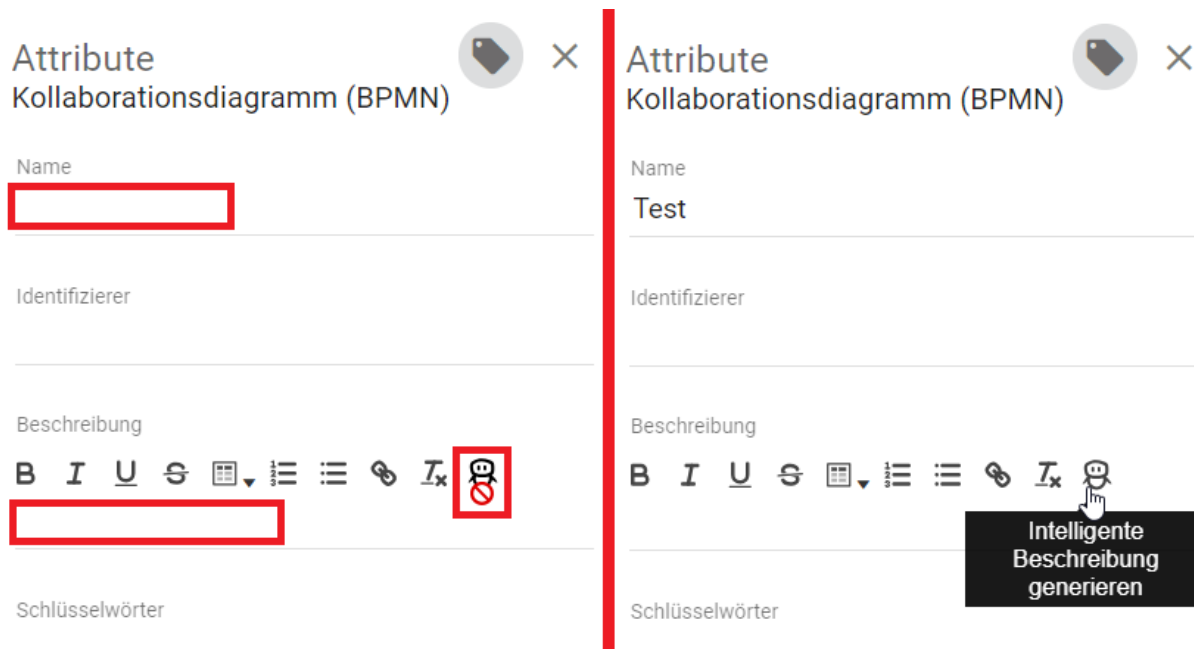 Attribute
Kollaborationsdiagramm (BPMN)
Name
Identifizierer
Beschreibung
B I U S
Schlüsselwörter
Attribute
Kollaborationsdiagramm (BPMN)
Name
Test
Identifizierer
Beschreibung
B I U S
Intelligente
Beschreibung
generieren
Schlüsselwörter